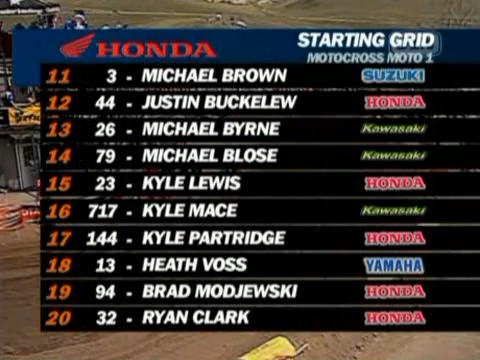 HONDA
STARTING GRID
MOTOCROSS MOTO 1
11 3 - MICHAEL BROWN SUZUKI
12 44 - JUSTIN BUCKELEW HONDA
13 26 - MICHAEL BYRNE Kawasaki
14 79 - MICHAEL BLOSE Kawasaki
15 23 - KYLE LEWIS HONDA
16 717 - KYLE MACE Kawasaki
17 144 - KYLE PARTRIDGE HONDA
18 13 - HEATH VOSS YAMAHA
19 94 - BRAD MODJEWSKI HONDA
20 32 - RYAN CLARK HONDA